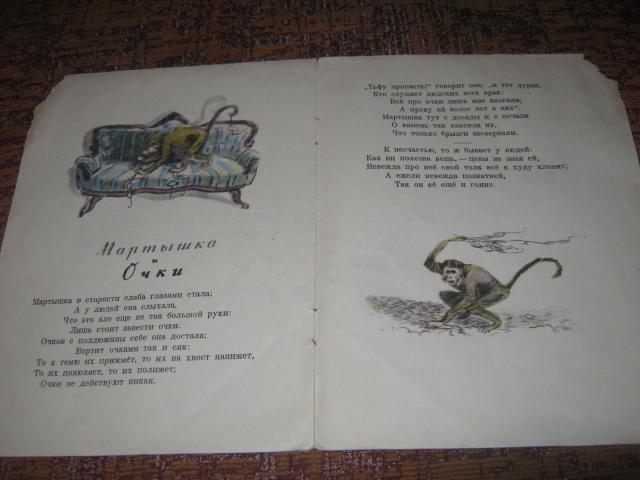 Мартышка
и
Очки
Мартышка в старости слаба глазами стала;
А у людей она слыхала,
Что это зло еще не так большой руки:
Лишь стоит завести очки.
Очков с полдюжины себе она достала;
Вертит очками так и сяк:
То к темю их прижмёт, то их на хвост нанижет,
То их понюхает, то их полижет;
Очки не действуют никак.
„Тьфу пропасть!“ говорит она: „и тот дурак,
Кто слушает людских всех врак:
Всё про очки лишь мне налгали;
А проку на́ волос нет в них“.
Мартышка тут с досады и с печали
О камень так хватила их,
Что только брызги засверкали.
К несчастью, то ж бывает у людей:
Как ни полезна вещь, — цены не зная ей,
Невежда про неё свой толк всё к худу клонит;
А ежели невежда познатней,
Так он её ещё и гонит.